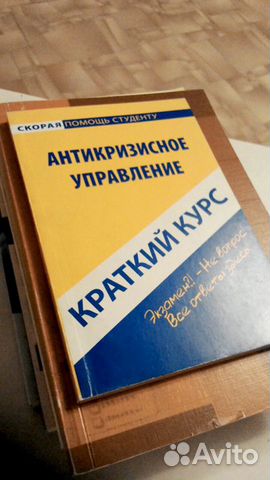 СКОРАЯ ПОМОЩЬ СТУДЕНТУ
АНТИКРИЗИСНОЕ
УПРАВЛЕНИЕ
КРАТКИЙ КУРС
Экзамен?! - Не вопрос
Все ответы здесь
Avito